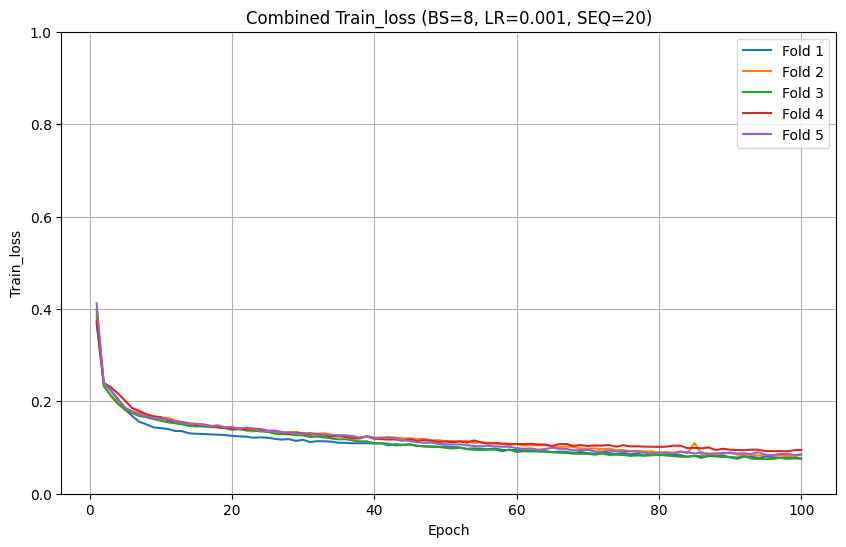 Combined Train_loss (BS=8, LR=0.001, SEQ=20)
Train_loss
1.0
0.8
0.6
0.4
0.2
0.0
Fold 1
Fold 2
Fold 3
Fold 4
Fold 5
0
20
40
60
80
100
Epoch